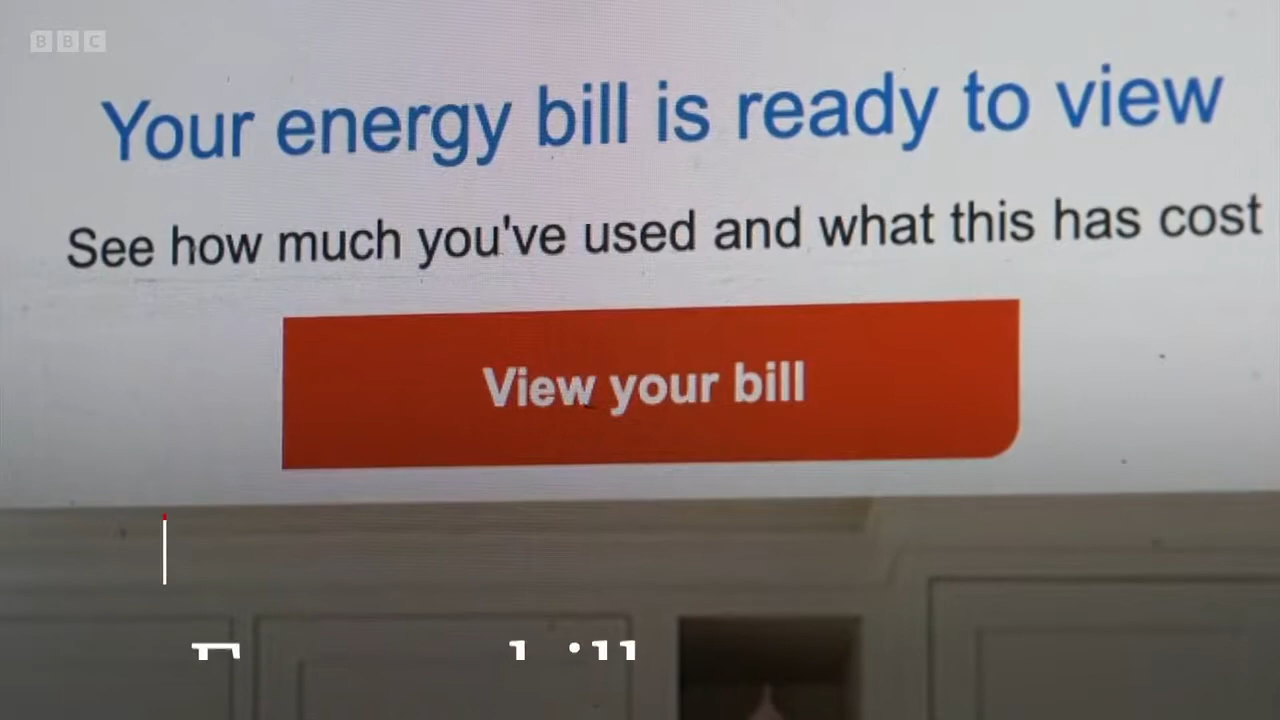 BBC
Your energy bill is ready to view
See how much you've used and what this has cost
View your bill